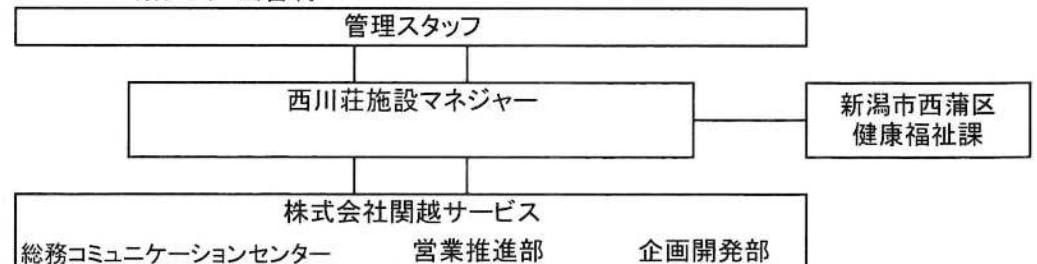 管理スタッフ
西川荘施設マネジャー
新潟市西蒲区
健康福祉課
株式会社関越サービス
総務コミュニケーションセンター 営業推進部 企画開発部